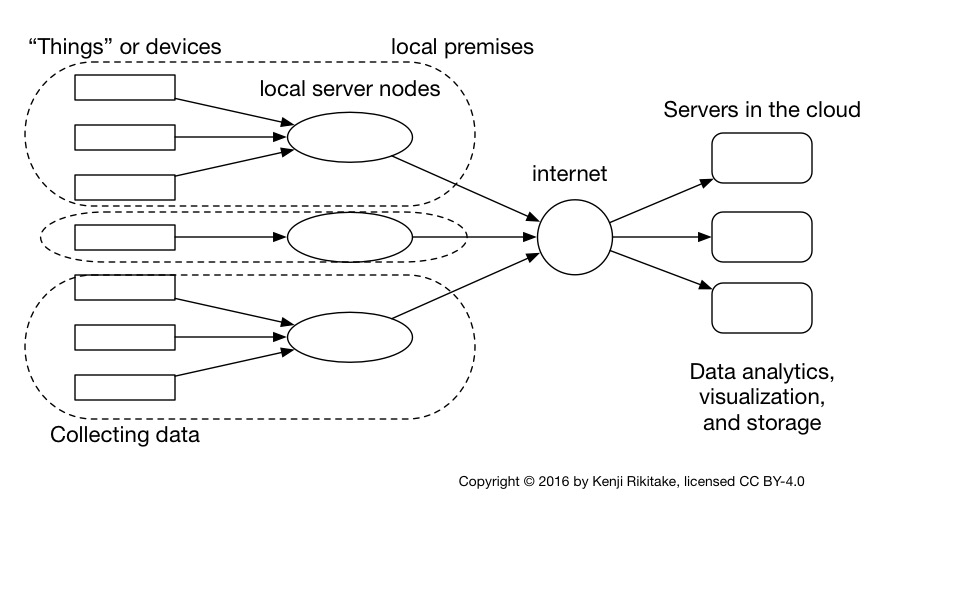 “Things” or devices
local premises
local server nodes
Servers in the cloud
internet
Data analytics,
visualization,
and storage
Collecting data
Copyright © 2016 by Kenji Rikitake, licensed CC BY-4.0